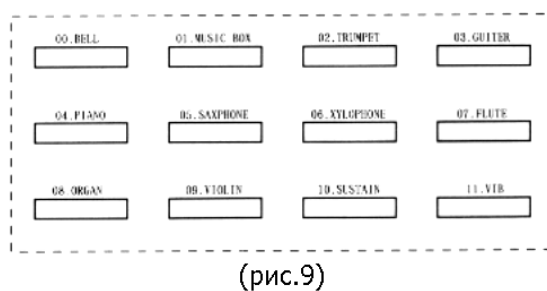 00.BELL 01.MUSIC BOX 02.TRUMPET 03.GUITER
04.PIANO 05.SAXPHONE 06.XYLOPHONE 07.FLUTE
08 ORGAN 09.VIOLIN 10.SUSTAIN 11.VIB
(рис.9)